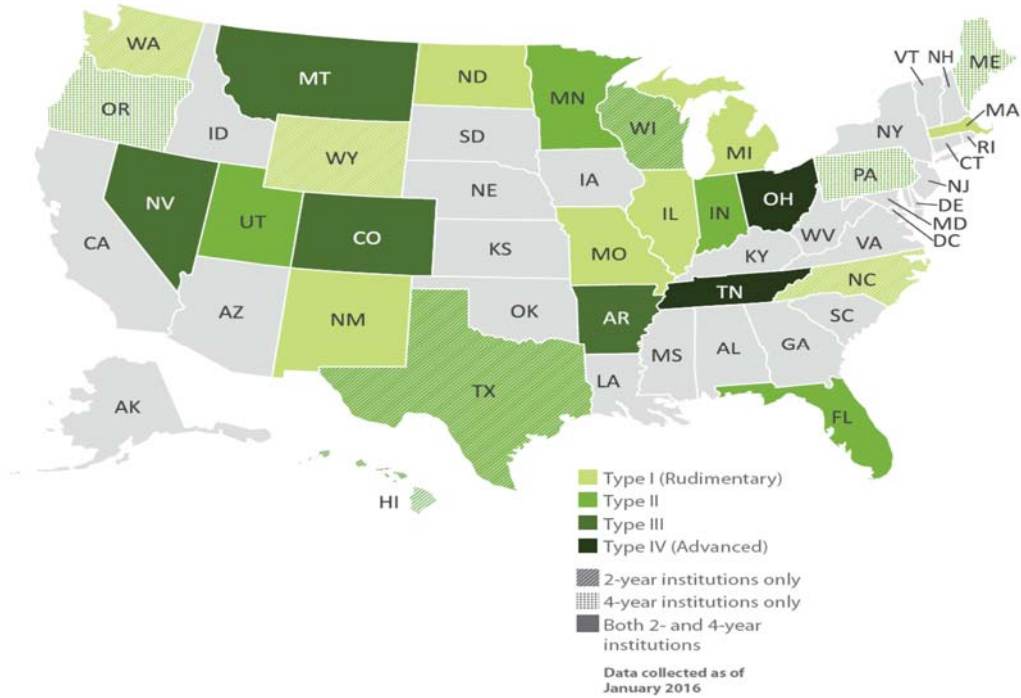 WA
VT NH
ME
MT
ND
MN
OR
MA
ID
SD
WI
NY
WY
MI
RI
CT
PA
NE
IA
NJ
NV
OH
DE
UT
IL
IN
MD
CA
CO
DC
WV
KS
MO
KY
VA
TN
NC
AZ
NM
OK
AR
SC
MS
AL
GA
LA
TX
AK
FL
HI
Type I (Rudimentary)
Type II
Type III
Type IV (Advanced)
2-year institutions only
4-year institutions only
Both 2- and 4-year
institutions
Data collected as of
January 2016